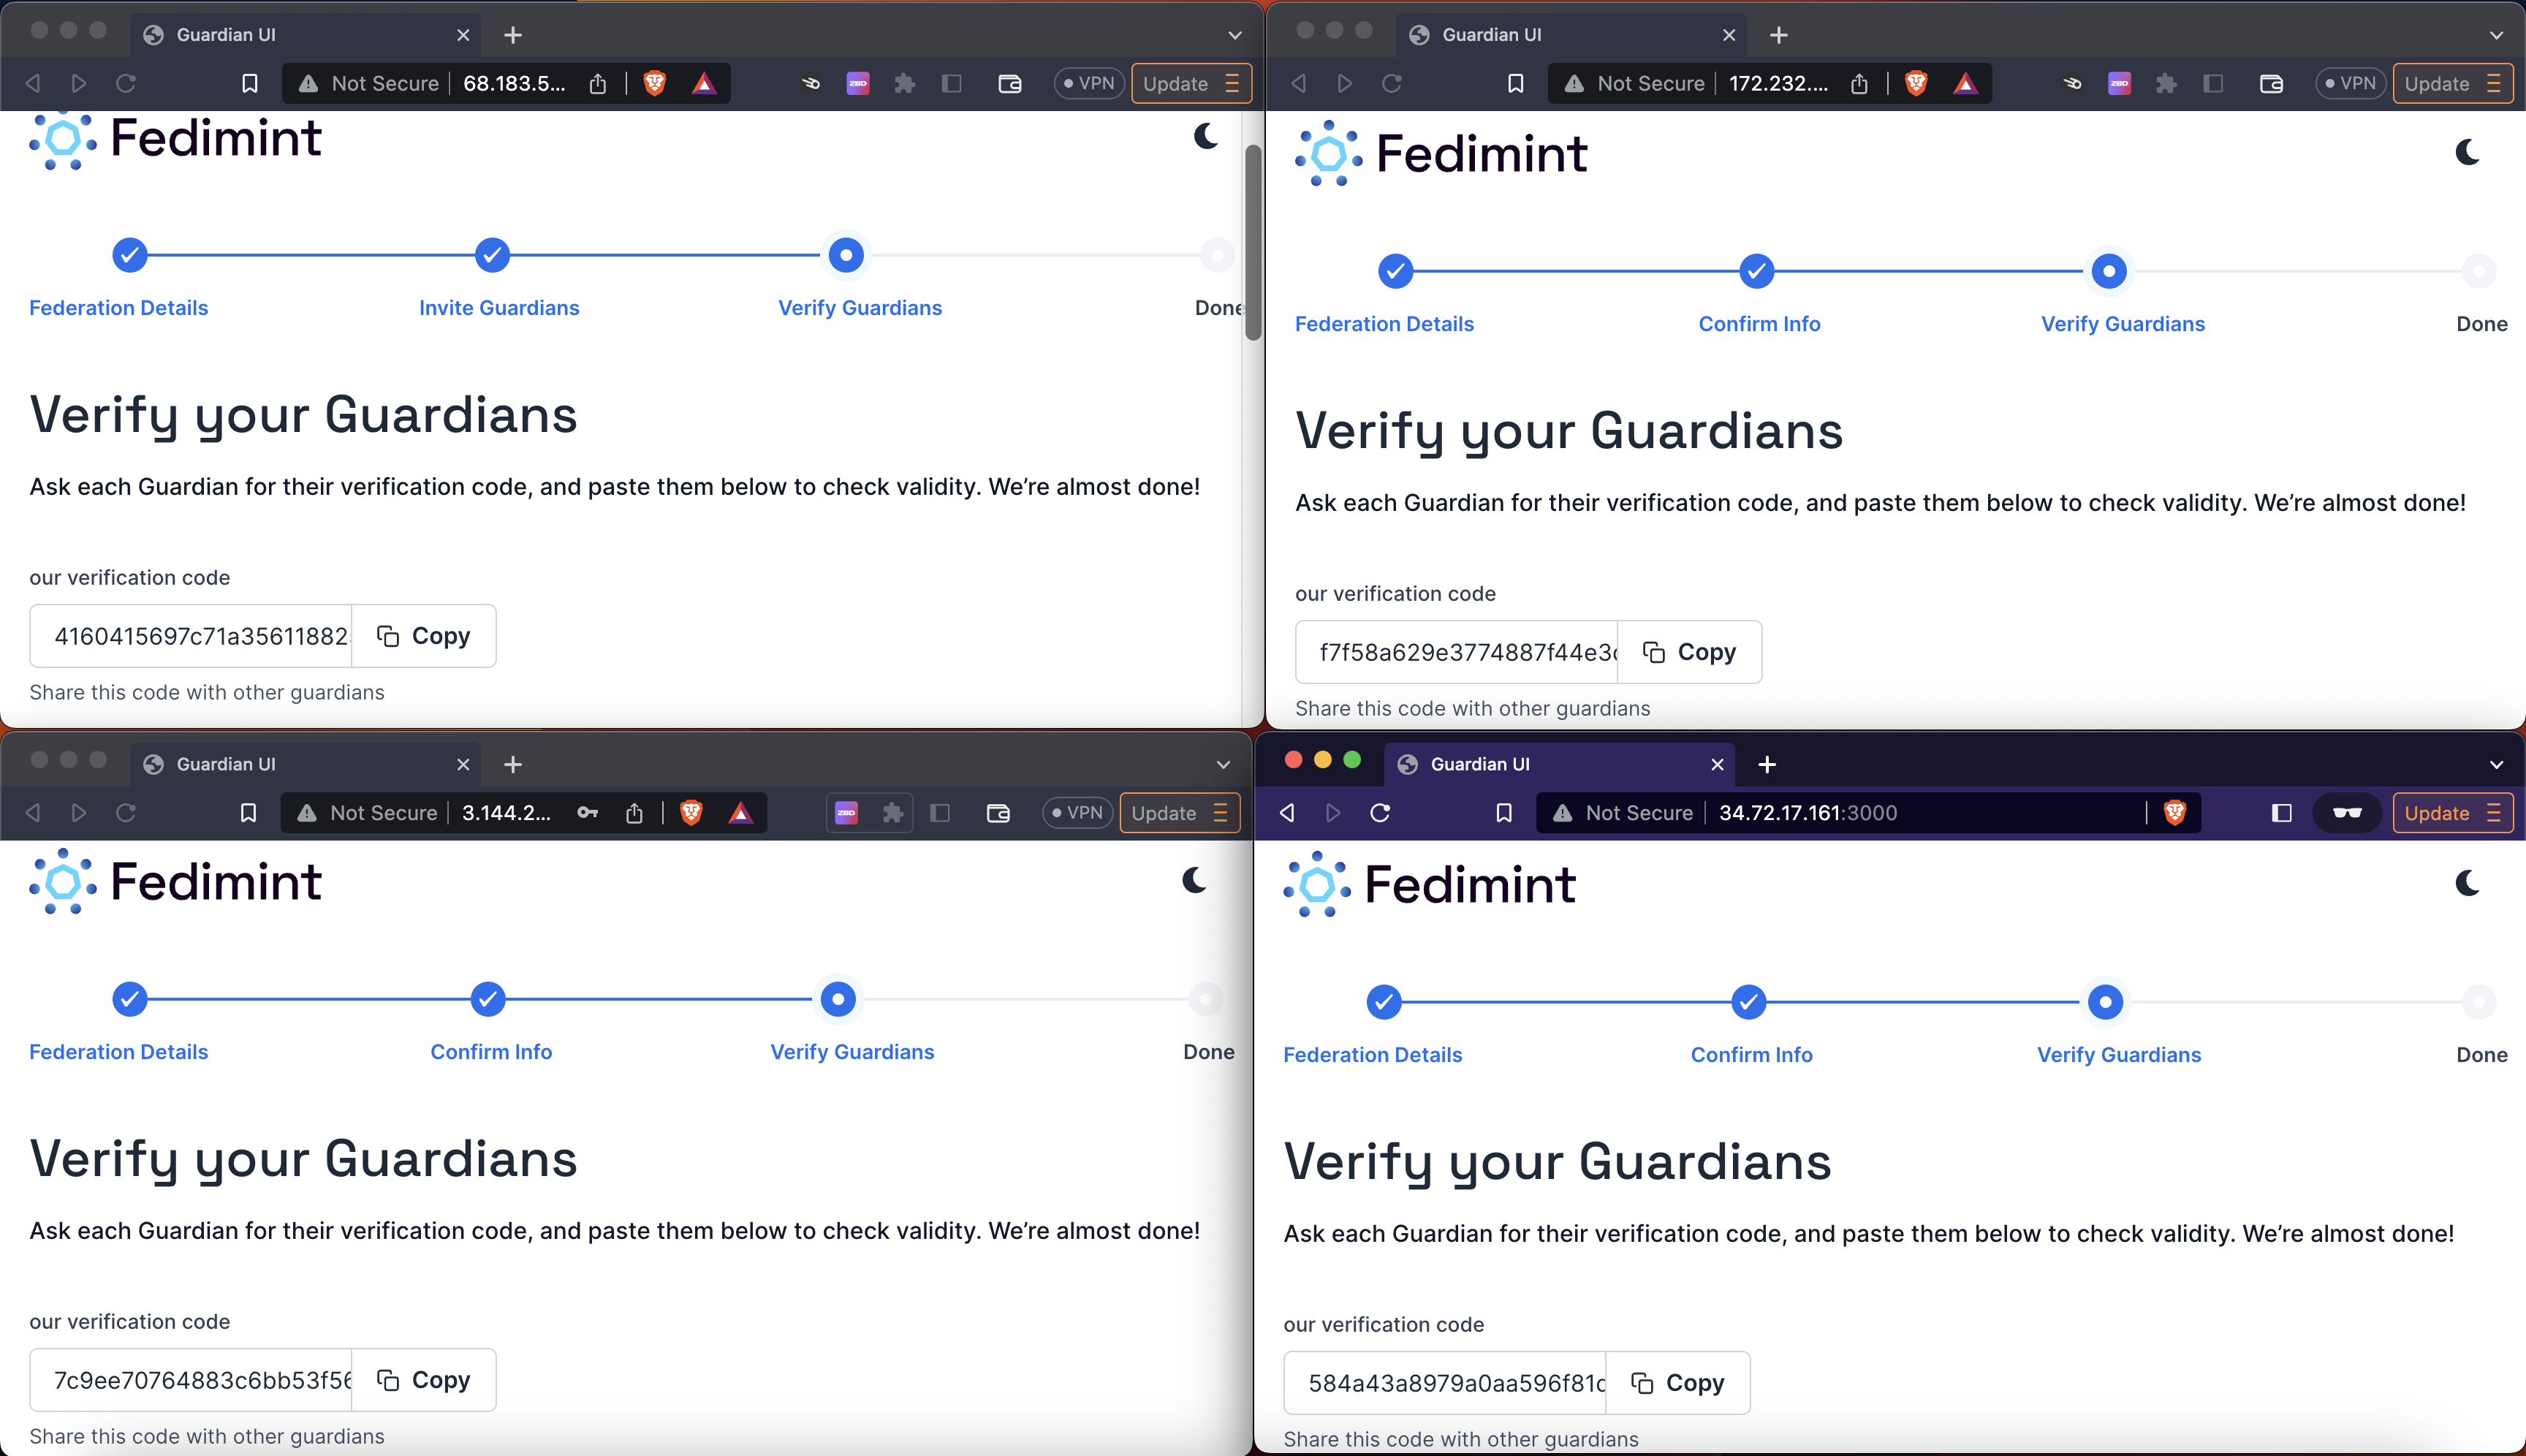 Guardian UI
Not Secure 68.183.5... VPN Update
Fedimint
Federation Details Invite Guardians Verify Guardians Done
Verify your Guardians
Ask each Guardian for their verification code, and paste them below to check validity. We’re almost done!
our verification code
4160415697c71a35611882 Copy
Share this code with other guardians
Guardian UI
Not Secure 172.232.... VPN Update
Fedimint
Federation Details Confirm Info Verify Guardians Done
Verify your Guardians
Ask each Guardian for their verification code, and paste them below to check validity. We’re almost done!
our verification code
f7f58a629e3774887f44e3c Copy
Share this code with other guardians
Guardian UI
Not Secure 3.144.2... ZBD VPN Update
Fedimint
Federation Details Confirm Info Verify Guardians Done
Verify your Guardians
Ask each Guardian for their verification code, and paste them below to check validity. We’re almost done!
our verification code
7c9ee70764883c6bb53f56 Copy
Share this code with other guardians
Guardian UI
Not Secure 34.72.17.161:3000 Update
Fedimint
Federation Details Confirm Info Verify Guardians Done
Verify your Guardians
Ask each Guardian for their verification code, and paste them below to check validity. We’re almost done!
our verification code
584a43a8979a0aa596f81c Copy
Share this code with other guardians